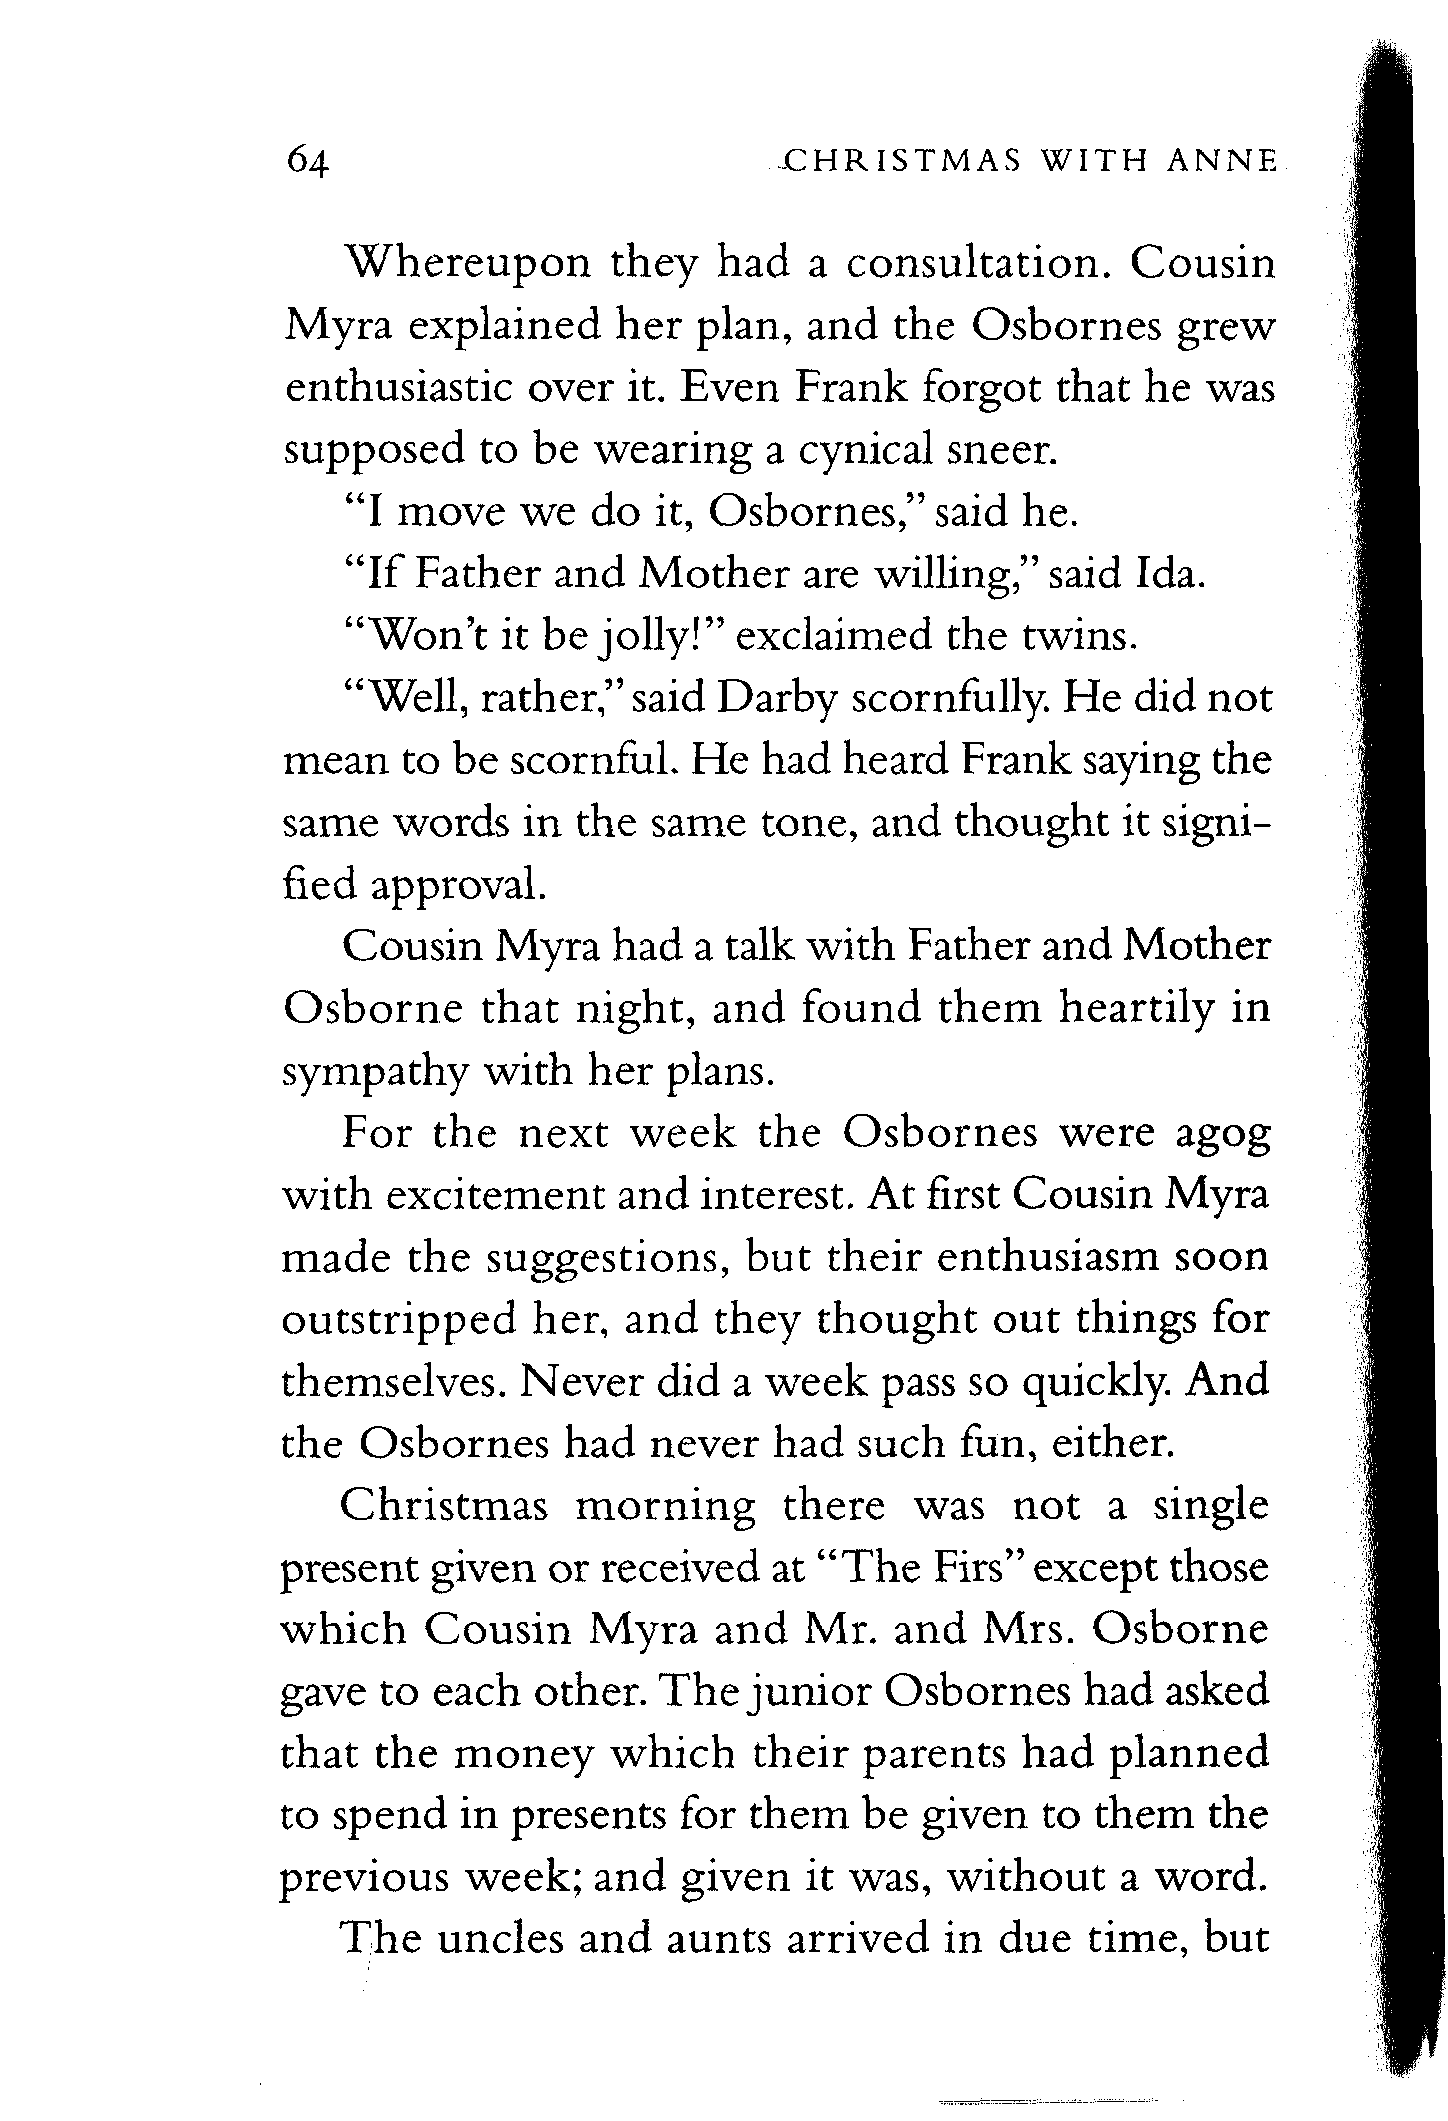 64 CHRISTMAS WITH ANNE
Whereupon they had a consultation. Cousin
Myra explained her plan, and the Osbornes grew
enthusiastic over it. Even Frank forgot that he was
supposed to be wearing a cynical sneer.
“I move we do it, Osbornes,” said he.
“If Father and Mother are willing,” said Ida.
“Won’t it be jolly!” exclaimed the twins.
“Well, rather,” said Darby scornfully. He did not
mean to be scornful. He had heard Frank saying the
same words in the same tone, and thought it signi-
fied approval.
Cousin Myra had a talk with Father and Mother
Osborne that night, and found them heartily in
sympathy with her plans.
For the next week the Osbornes were agog
with excitement and interest. At first Cousin Myra
made the suggestions, but their enthusiasm soon
outstripped her, and they thought out things for
themselves. Never did a week pass so quickly. And
the Osbornes had never had such fun, either.
Christmas morning there was not a single
present given or received at “The Firs” except those
which Cousin Myra and Mr. and Mrs. Osborne
gave to each other. The junior Osbornes had asked
that the money which their parents had planned
to spend in presents for them be given to them the
previous week; and given it was, without a word.
The uncles and aunts arrived in due time, but